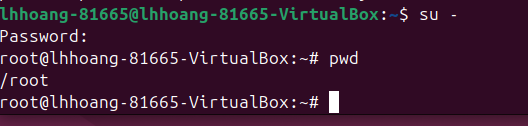 lhhoang-81665@lhhoang-81665-VirtualBox:~$ su -
Password:
root@lhhoang-81665-VirtualBox:~# pwd
/root
root@lhhoang-81665-VirtualBox:~#